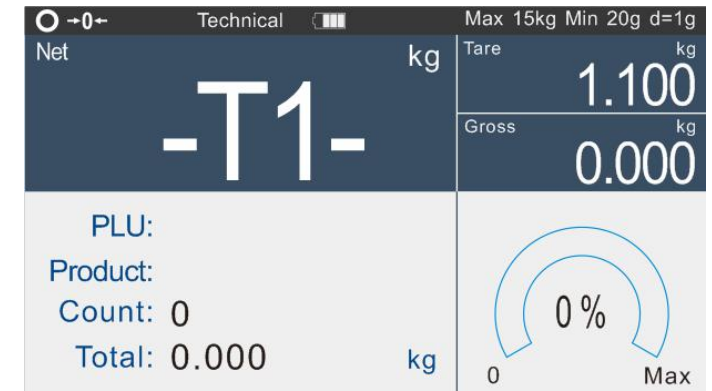 →0← Technical Max 15kg Min 20g d=1g
Net kg
-T1-
Tare kg
1.100
Gross kg
0.000
PLU:
Product:
Count: 0
Total: 0.000 kg
0 %
0 Max